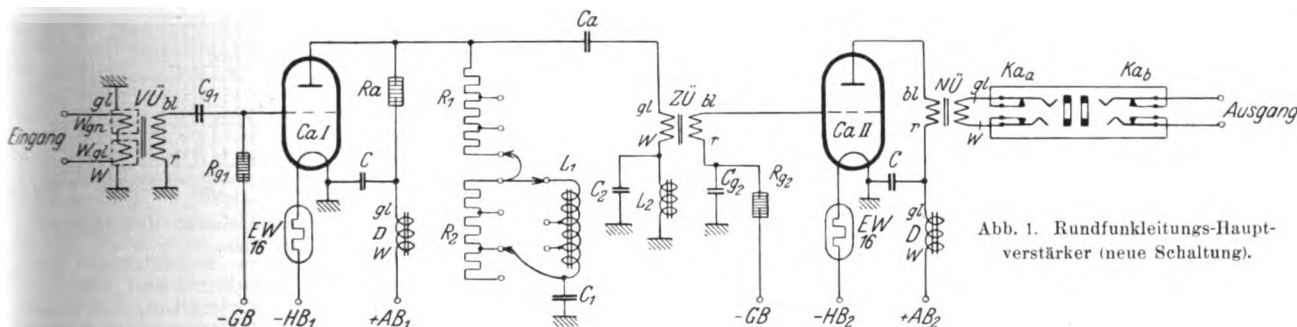 Ca
Kaa Kab
gl VÜ bl Cg1 Ra R1 gl ZÜ bl bl NÜ gl
Eingang Wgn Ca I W Ca II r W Ausgang
Wgl
W r Rg1 C L1 r C
C2 L2 Cg2 Rg2
EW 16 gl D W R2 EW 16 gl D W
C1
-GB -HB1 +AB1 -GB -HB2 +AB2
Abb. 1. Rundfunkleitungs-Haupt-
verstärker (neue Schaltung).